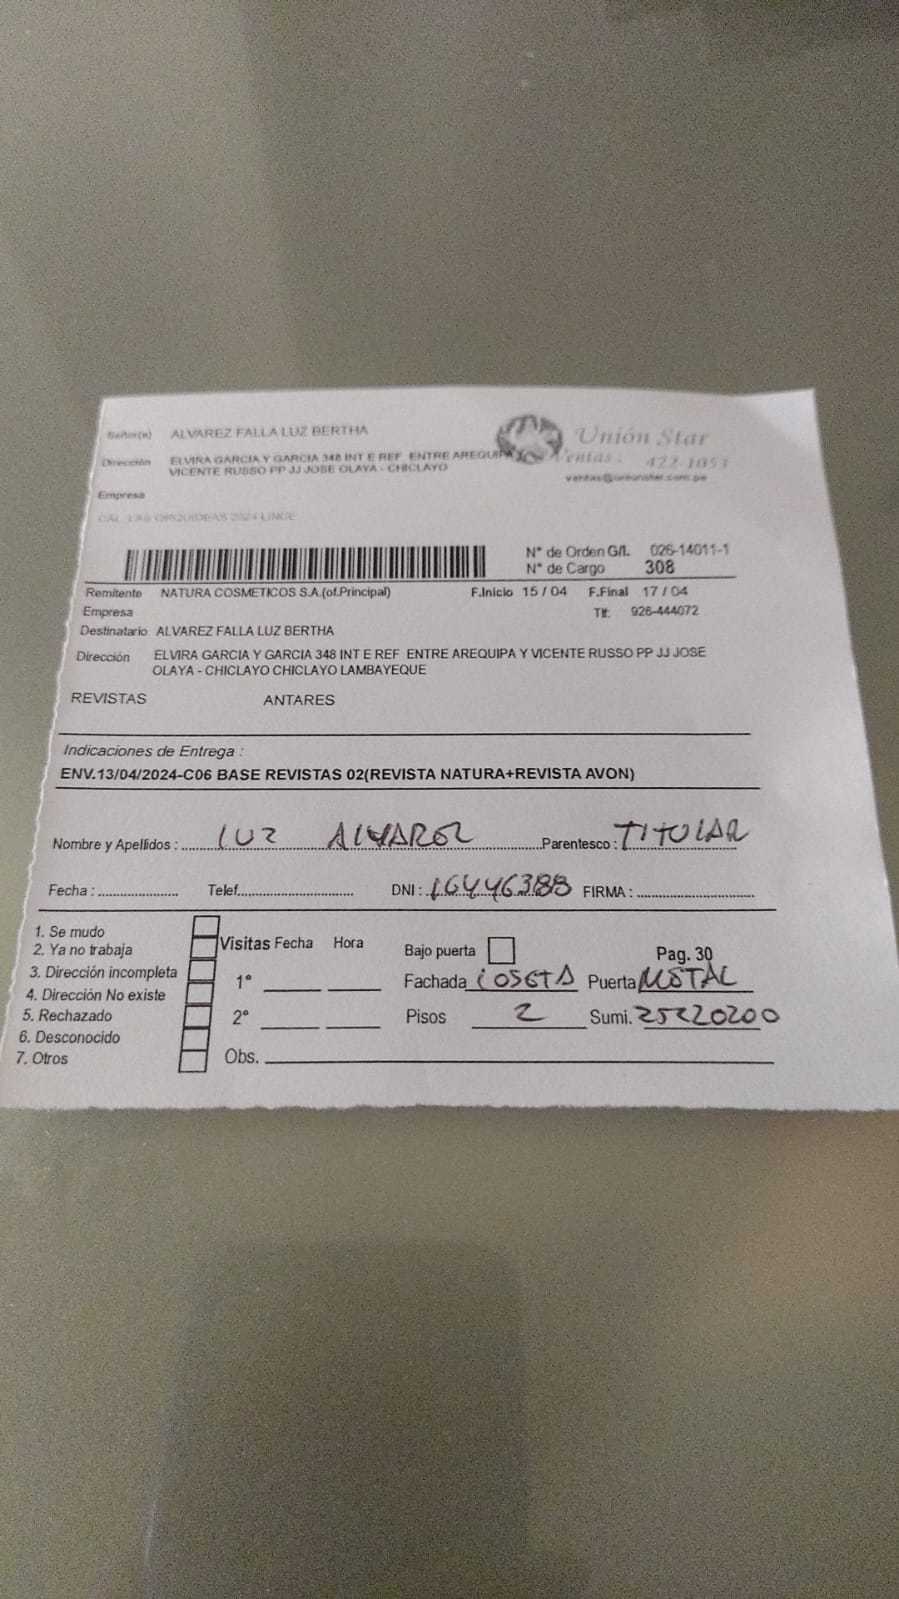 Señor(a) ALVAREZ FALLA LUZ BERTHA
Dirección ELVIRA GARCIA Y GARCIA 348 INT E REF ENTRE AREQUIPA Y
VICENTE RUSSO PP JJ JOSE OLAYA - CHICLAYO
Unión Star
Ventas: 422-1053
Empresa
N° de Orden G/I. 026-14011-1
N° de Cargo 308
Remitente NATURA COSMETICOS S.A.(of.Principal) F.Inicio 15 / 04 F.Final 17 / 04
Empresa Tlf: 926-444072
Destinatario ALVAREZ FALLA LUZ BERTHA
Dirección ELVIRA GARCIA Y GARCIA 348 INT E REF ENTRE AREQUIPA Y VICENTE RUSSO PP JJ JOSE
OLAYA - CHICLAYO CHICLAYO LAMBAYEQUE
REVISTAS ANTARES
Indicaciones de Entrega :
ENV.13/04/2024-C06 BASE REVISTAS 02(REVISTA NATURA+REVISTA AVON)
Nombre y Apellidos : LUZ ALVAREZ Parentesco : TITULAR
Fecha : Telef. DNI : 16446388 FIRMA :
1. Se mudo
2. Ya no trabaja
3. Dirección incompleta
4. Dirección No existe
5. Rechazado
6. Desconocido
7. Otros
Visitas Fecha Hora Bajo puerta Pag. 30
1° Fachada LOSETA Puerta METAL
2° Pisos 2 Sumi. 25220200
Obs.